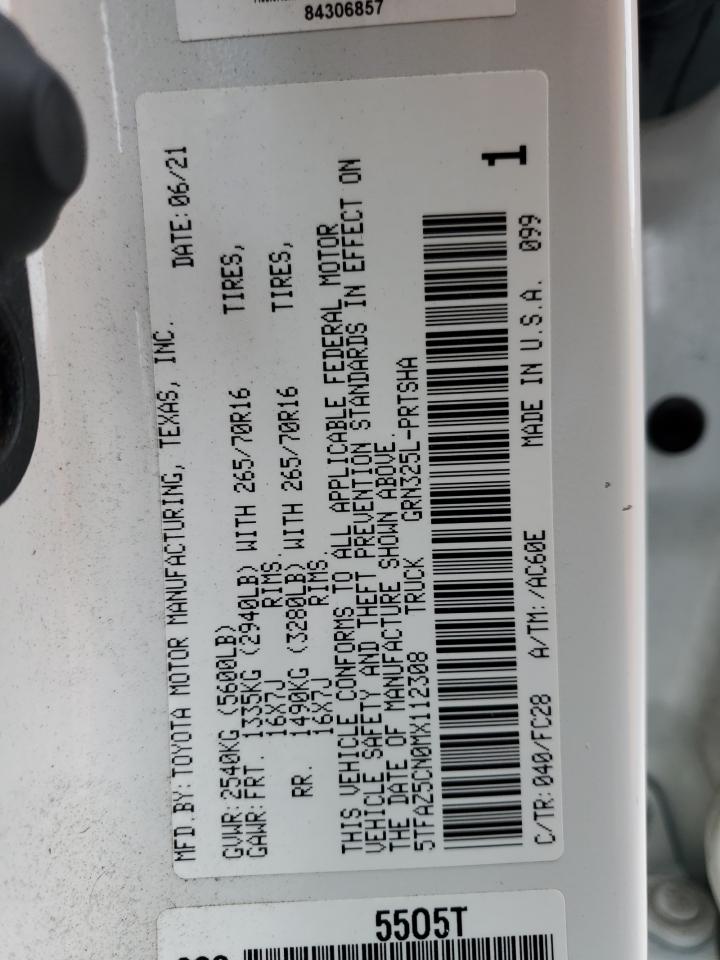 84306857
MFD.BY:TOYOTA MOTOR MANUFACTURING, TEXAS, INC. DATE:06/21
GVWR:2540KG (5600LB)
GAWR:FRT. 1335KG (2940LB) WITH 265/70R16 TIRES,
16X7J RIMS.
RR. 1490KG (3280LB) WITH 265/70R16 TIRES,
16X7J RIMS.
THIS VEHICLE CONFORMS TO ALL APPLICABLE FEDERAL MOTOR
VEHICLE SAFETY AND THEFT PREVENTION STANDARDS IN EFFECT ON
THE DATE OF MANUFACTURE SHOWN ABOVE.
5TFAZ5CN0MX112308 TRUCK GRN325L-PRTSHA
1
C/TR:040/FC28 A/TM:/AC60E MADE IN U.S.A. 099
5505T